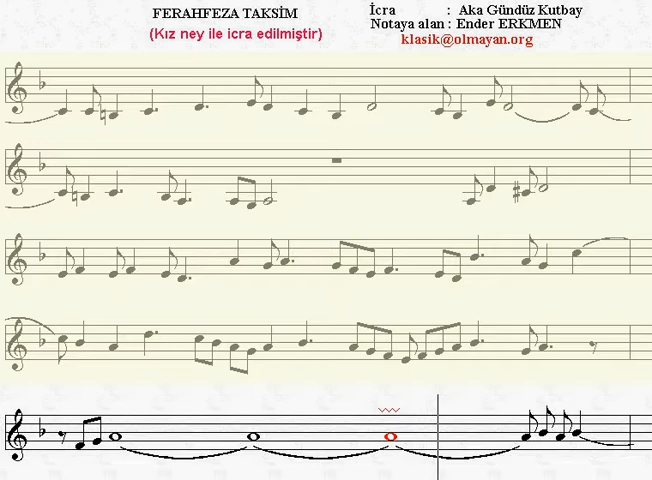 FERAHFEZA TAKSİM
(Kız ney ile icra edilmiştir)
İcra : Aka Gündüz Kutbay
Notaya alan : Ender ERKMEN
klasik@olmayan.org